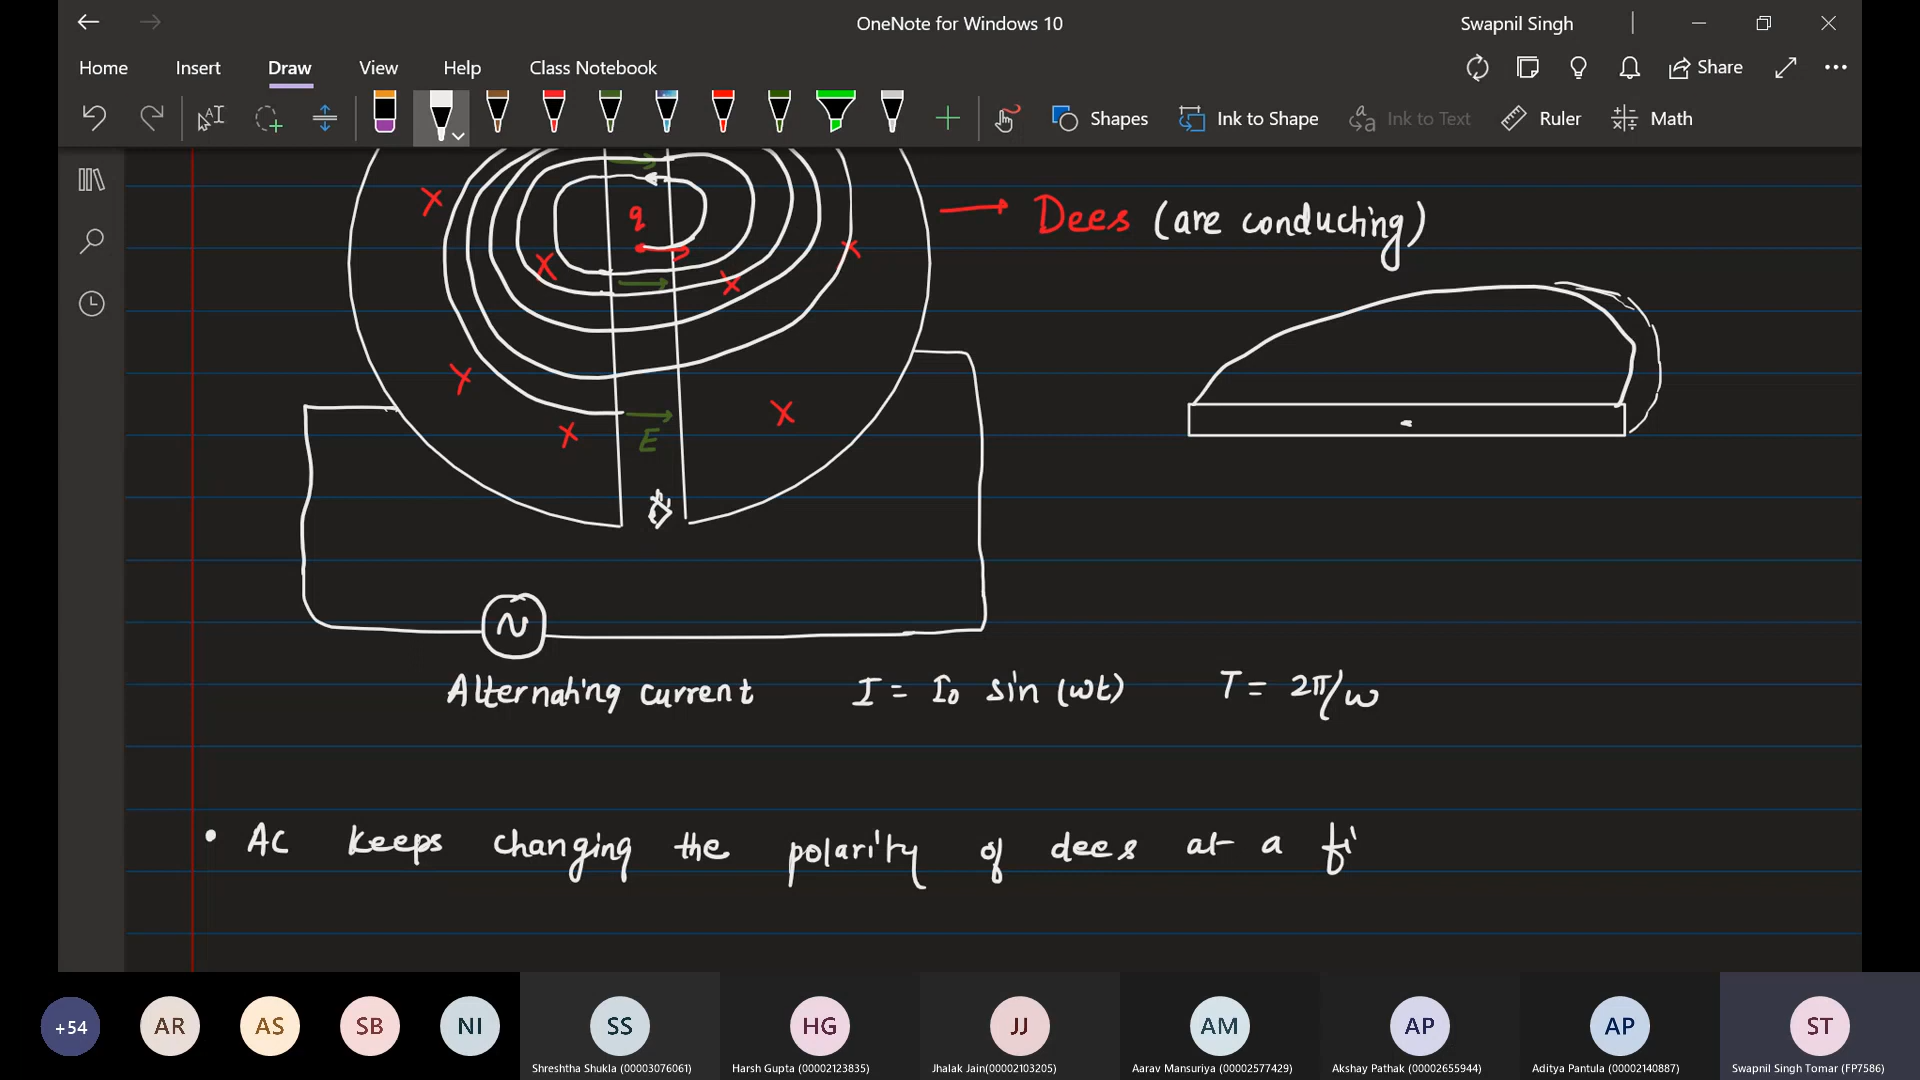 OneNote for Windows 10
Swapnil Singh
Home Insert Draw View Help Class Notebook
Share
Shapes Ink to Shape Ink to Text Ruler Math
q
Dees (are conducting)
E
Alternating current I = I₀ sin (ωt) T = 2π/ω
• AC keeps changing the polarity of dees at a fi
+54 AR AS SB NI SS HG JJ AM AP AP ST
Shreshtha Shukla (00003076061) Harsh Gupta (00002123835) Jhalak Jain(00002103205) Aarav Mansuriya (00002577429) Akshay Pathak (00002655944) Aditya Pantula (00002140887) Swapnil Singh Tomar (FP7586)